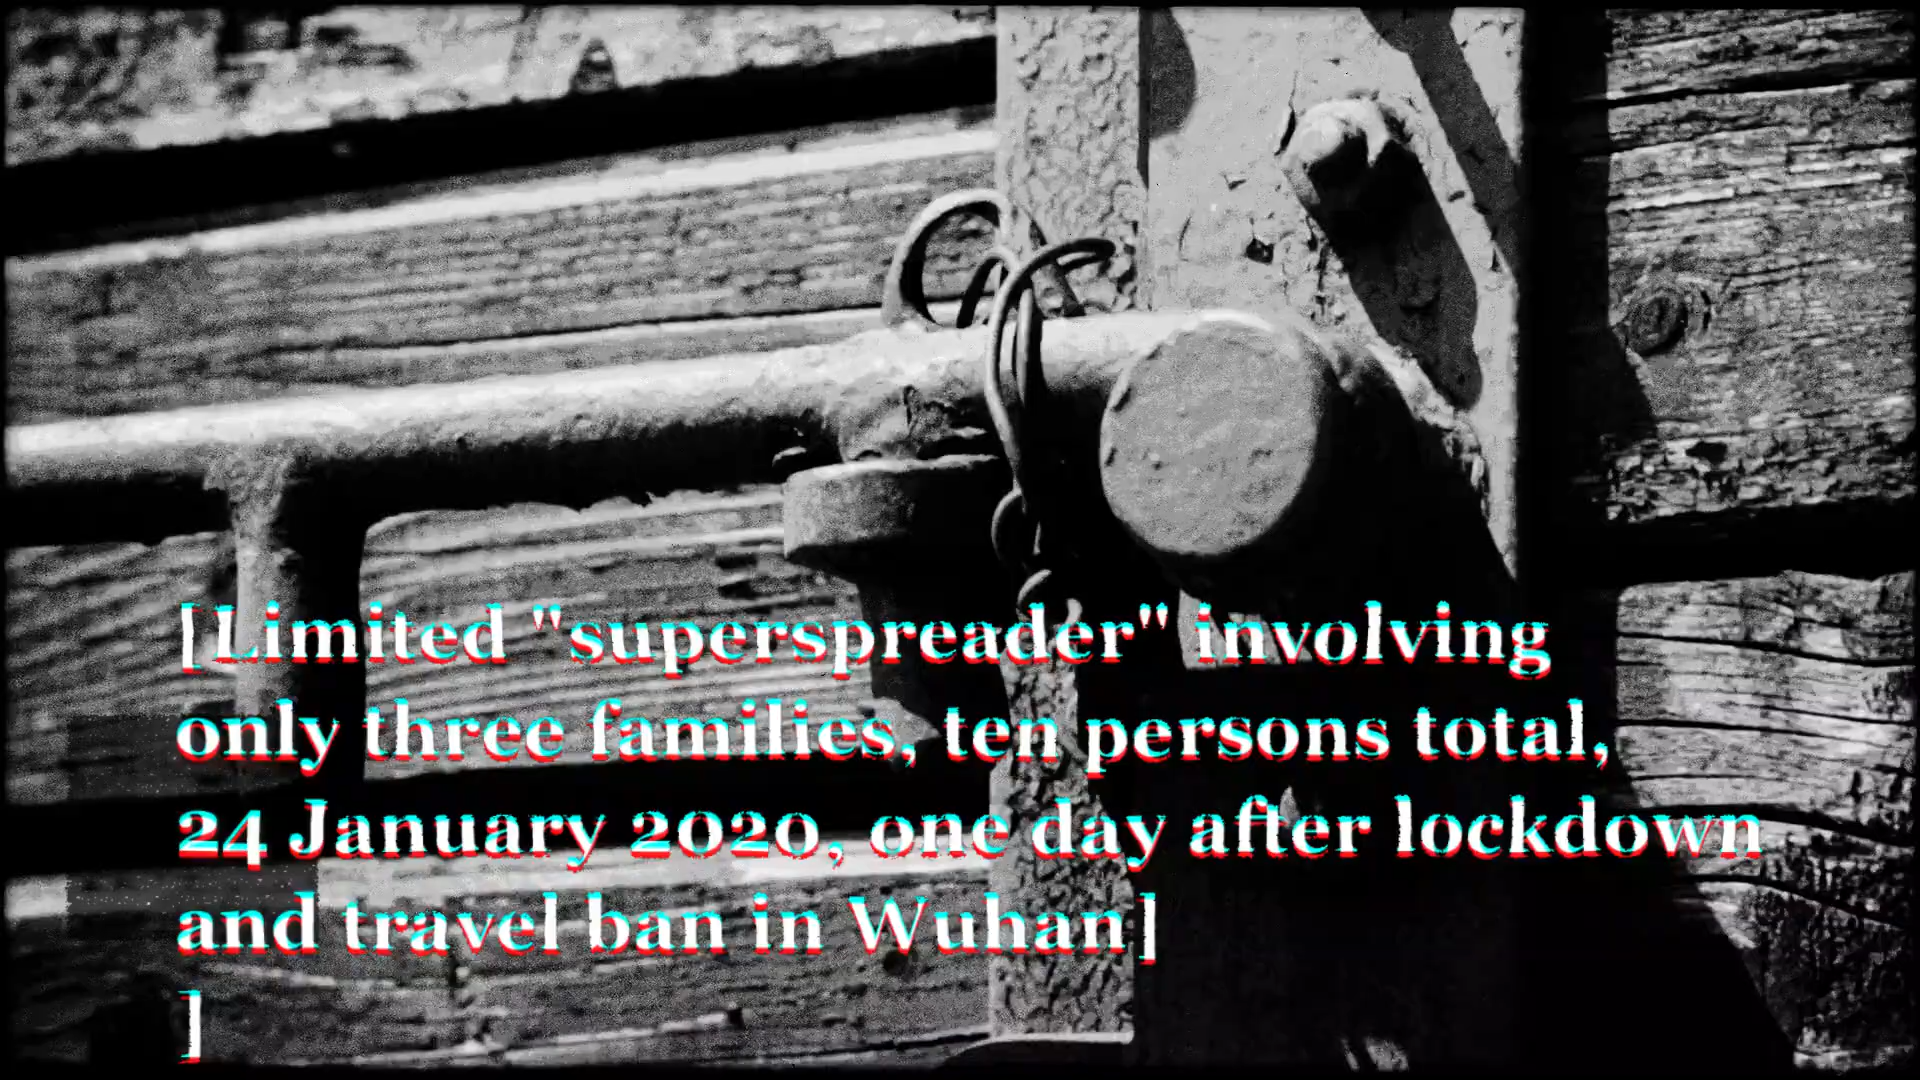 [Limited "superspreader" involving
only three families, ten persons total,
24 January 2020, one day after lockdown
and travel ban in Wuhan]
]